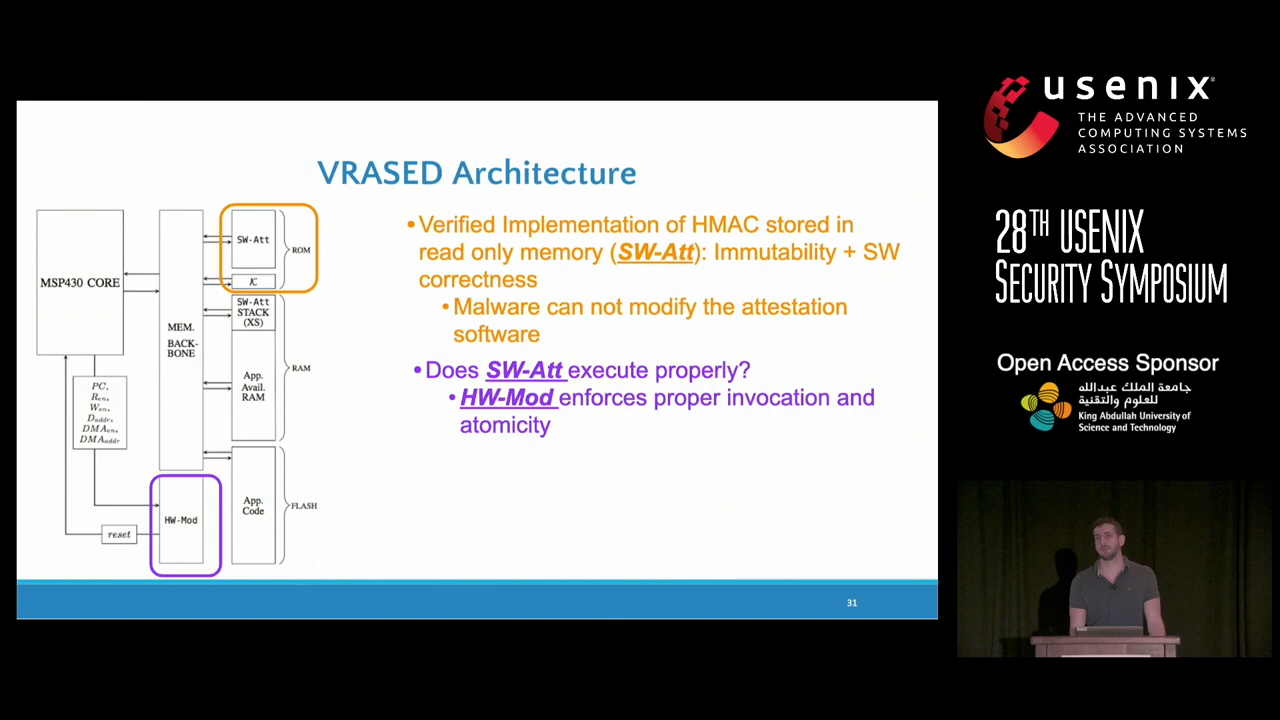 VRASED Architecture
MSP430 CORE
MEM.
BACK-
BONE
SW-Att
K
ROM
SW-Att
STACK
(XS)
App.
Avail.
RAM
RAM
App.
Code
FLASH
PC,
Ren,
Wen,
Daddr,
DMAen,
DMAaddr
reset
HW-Mod
•Verified Implementation of HMAC stored in
read only memory (SW-Att): Immutability + SW
correctness
•Malware can not modify the attestation
software
•Does SW-Att execute properly?
•HW-Mod enforces proper invocation and
atomicity
31
usenix
THE ADVANCED
COMPUTING SYSTEMS
ASSOCIATION
28TH USENIX
SECURITY SYMPOSIUM
Open Access Sponsor
جامعة الملك عبدالله
للعلوم والتقنية
King Abdullah University of
Science and Technology